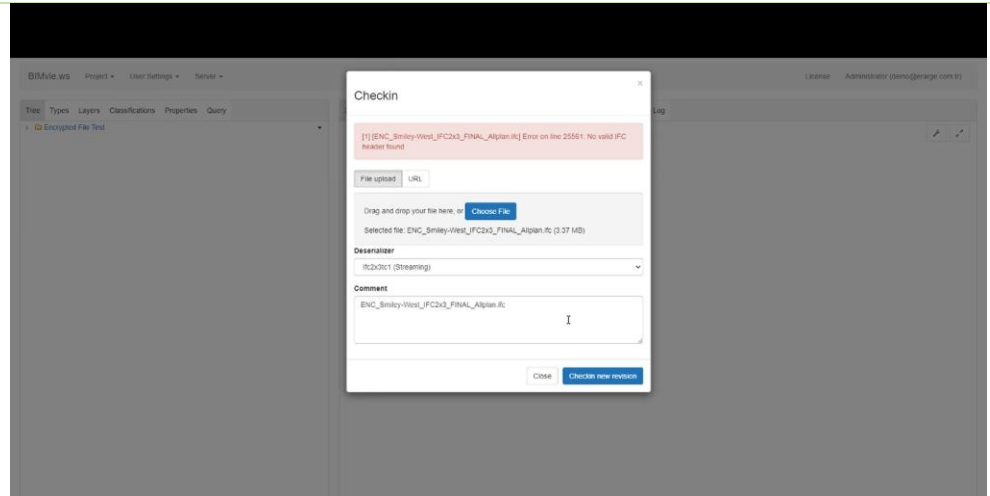 BIMvie.ws Project User Settings Server License Administrator (demo@erarge.com.tr)
Tree Types Layers Classifications Properties Query Log
Encrypted File Test
Checkin
×
[1] [ENC_Smiley-West_IFC2x3_FINAL_Allplan.ifc] Error on line 25561: No valid IFC
header found
File upload URL
Drag and drop your file here, or Choose File
Selected file: ENC_Smiley-West_IFC2x3_FINAL_Allplan.ifc (3.37 MB)
Deserializer
Ifc2x3tc1 (Streaming)
Comment
ENC_Smiley-West_IFC2x3_FINAL_Allplan.ifc
Close Checkin new revision